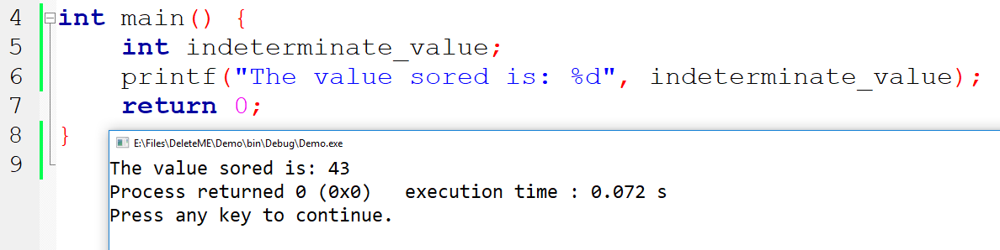 4 int main() {
5 int indeterminate_value;
6 printf("The value sored is: %d", indeterminate_value);
7 return 0;
8 }
9
E:\Files\DeleteME\Demo\bin\Debug\Demo.exe
The value sored is: 43
Process returned 0 (0x0)   execution time : 0.072 s
Press any key to continue.